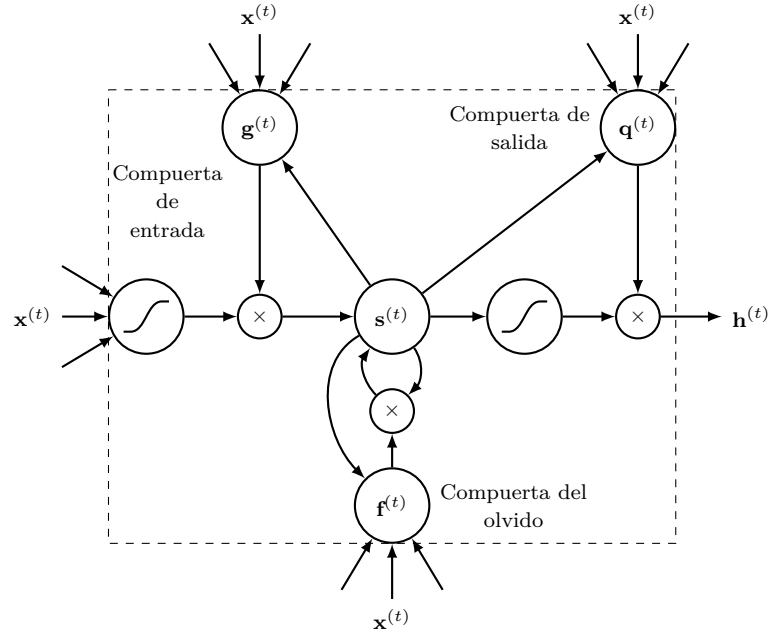 x^(t)
x^(t)
g^(t)
Compuerta de
salida
q^(t)
Compuerta
de
entrada
x^(t)
×
s^(t)
×
h^(t)
×
f^(t)
Compuerta del
olvido
x^(t)